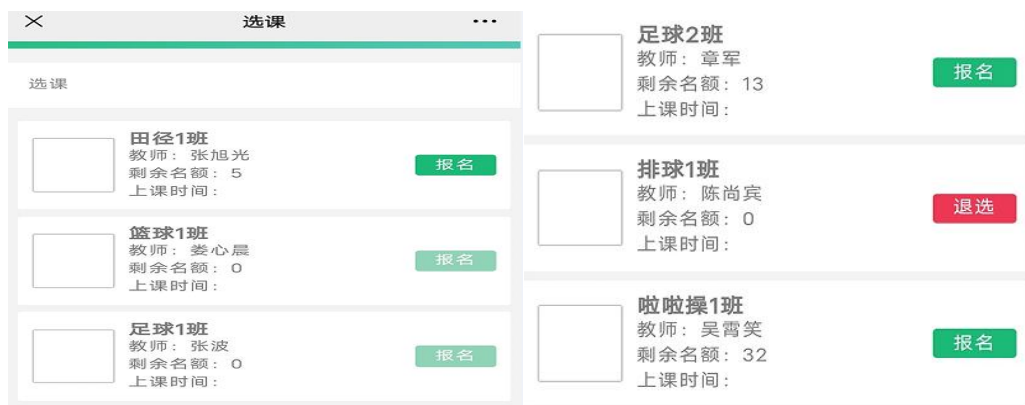 选课
选课
田径1班
教师：张旭光
剩余名额：5
上课时间：
报名
篮球1班
教师：娄心晨
剩余名额：0
上课时间：
报名
足球1班
教师：张波
剩余名额：0
上课时间：
报名
足球2班
教师：章军
剩余名额：13
上课时间：
报名
排球1班
教师：陈尚宾
剩余名额：0
上课时间：
退选
啦啦操1班
教师：吴霄笑
剩余名额：32
上课时间：
报名